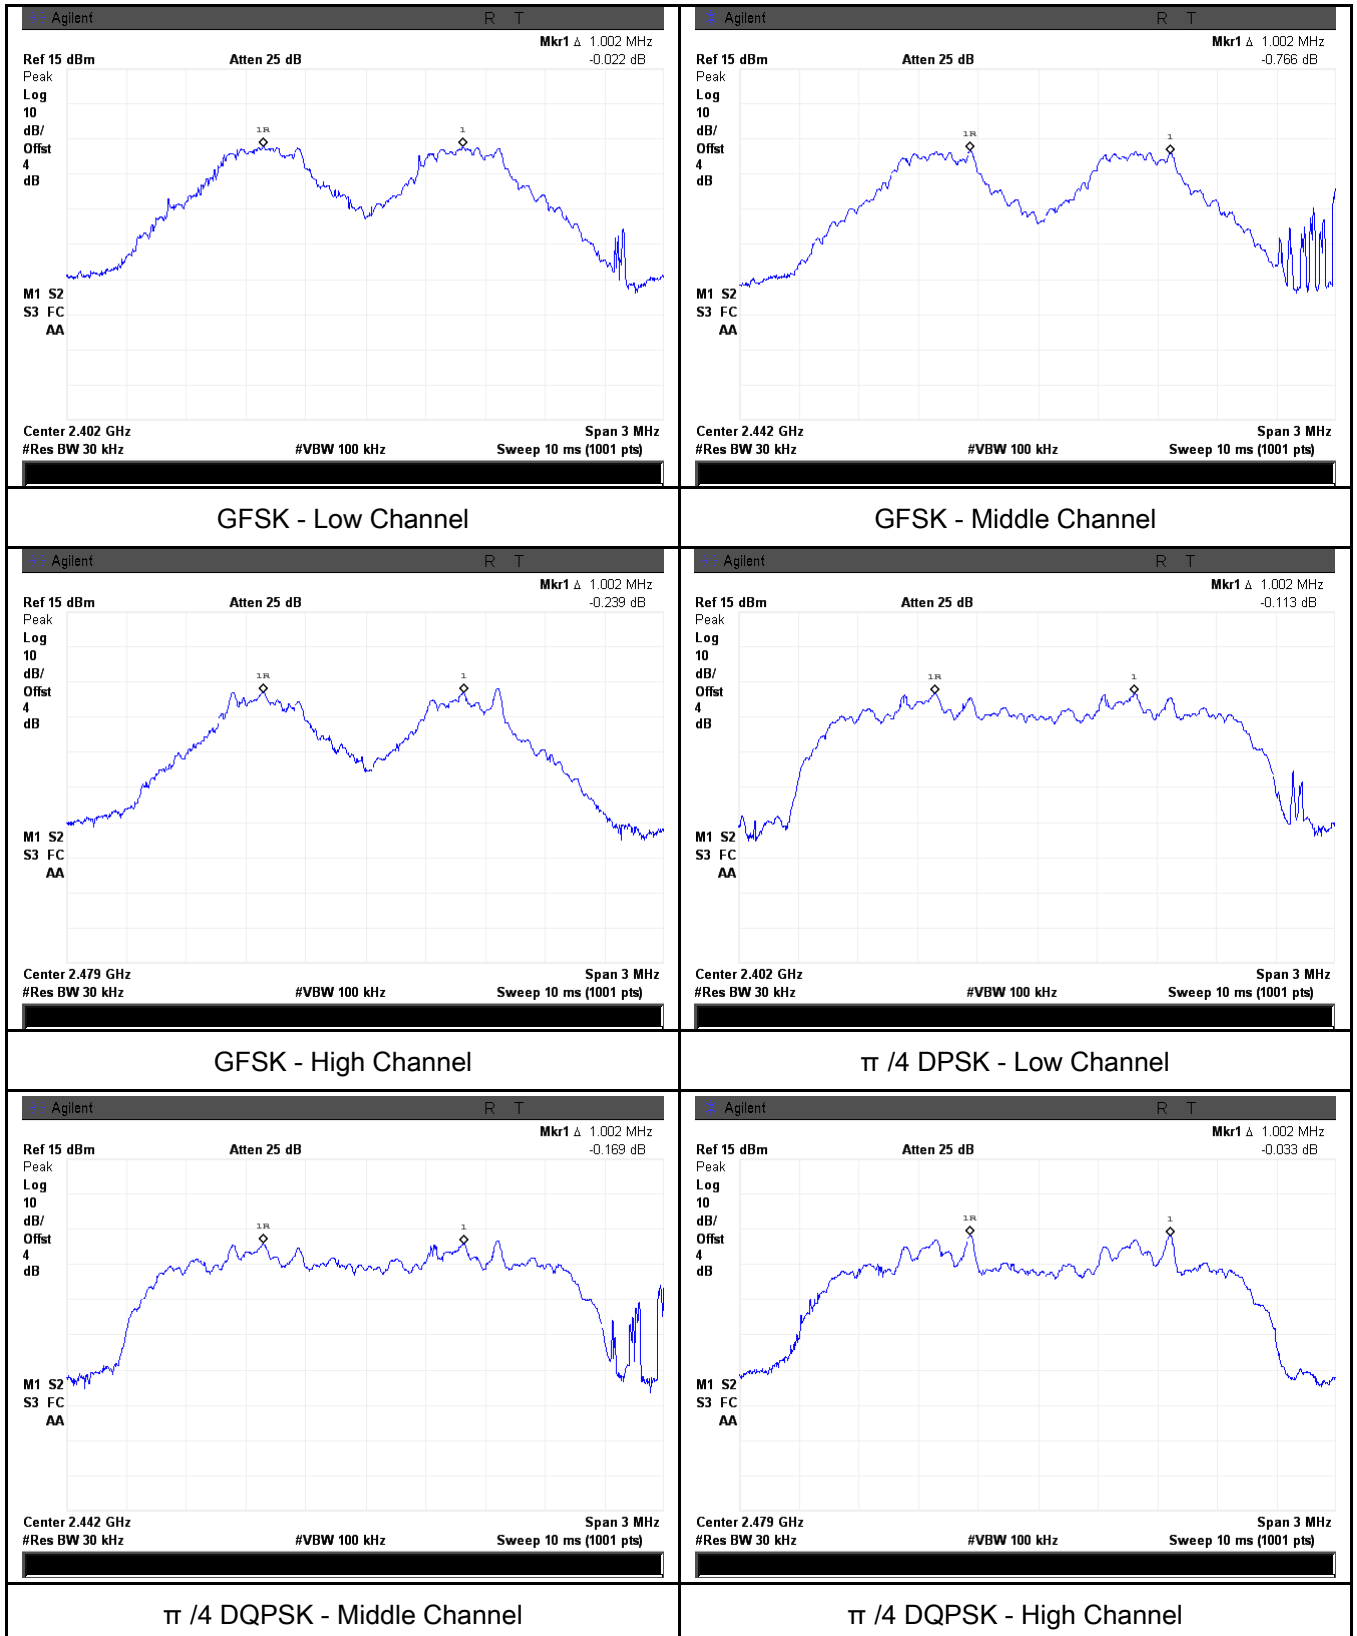 Agilent R T
Mkr1 Δ 1.002 MHz
Ref 15 dBm Atten 25 dB -0.022 dB
Peak
Log
10
dB/
Offst
4
dB
1R 1
M1 S2
S3 FC
AA
Center 2.402 GHz Span 3 MHz
#Res BW 30 kHz #VBW 100 kHz Sweep 10 ms (1001 pts)
GFSK - Low Channel
Agilent R T
Mkr1 Δ 1.002 MHz
Ref 15 dBm Atten 25 dB -0.766 dB
Peak
Log
10
dB/
Offst
4
dB
1R 1
M1 S2
S3 FC
AA
Center 2.442 GHz Span 3 MHz
#Res BW 30 kHz #VBW 100 kHz Sweep 10 ms (1001 pts)
GFSK - Middle Channel
Agilent R T
Mkr1 Δ 1.002 MHz
Ref 15 dBm Atten 25 dB -0.239 dB
Peak
Log
10
dB/
Offst
4
dB
1R 1
M1 S2
S3 FC
AA
Center 2.479 GHz Span 3 MHz
#Res BW 30 kHz #VBW 100 kHz Sweep 10 ms (1001 pts)
GFSK - High Channel
Agilent R T
Mkr1 Δ 1.002 MHz
Ref 15 dBm Atten 25 dB -0.113 dB
Peak
Log
10
dB/
Offst
4
dB
1R 1
M1 S2
S3 FC
AA
Center 2.402 GHz Span 3 MHz
#Res BW 30 kHz #VBW 100 kHz Sweep 10 ms (1001 pts)
π /4 DPSK - Low Channel
Agilent R T
Mkr1 Δ 1.002 MHz
Ref 15 dBm Atten 25 dB -0.169 dB
Peak
Log
10
dB/
Offst
4
dB
1R 1
M1 S2
S3 FC
AA
Center 2.442 GHz Span 3 MHz
#Res BW 30 kHz #VBW 100 kHz Sweep 10 ms (1001 pts)
π /4 DQPSK - Middle Channel
Agilent R T
Mkr1 Δ 1.002 MHz
Ref 15 dBm Atten 25 dB -0.033 dB
Peak
Log
10
dB/
Offst
4
dB
1R 1
M1 S2
S3 FC
AA
Center 2.479 GHz Span 3 MHz
#Res BW 30 kHz #VBW 100 kHz Sweep 10 ms (1001 pts)
π /4 DQPSK - High Channel